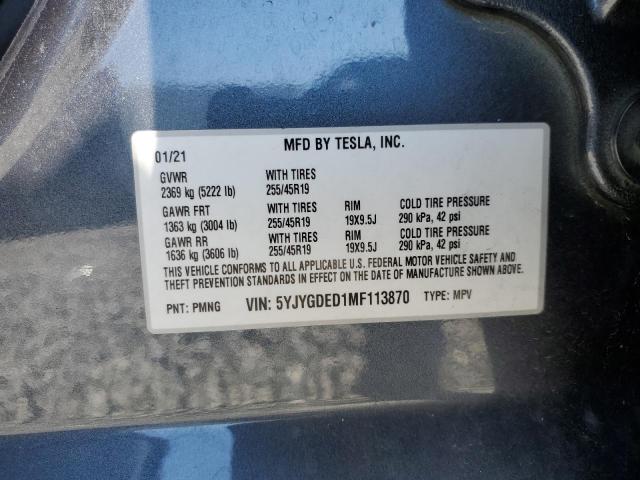 MFD BY TESLA, INC.
01/21
GVWR WITH TIRES
2369 kg (5222 lb) 255/45R19
GAWR FRT WITH TIRES RIM COLD TIRE PRESSURE
1363 kg (3004 lb) 255/45R19 19X9.5J 290 kPa, 42 psi
GAWR RR WITH TIRES RIM COLD TIRE PRESSURE
1636 kg (3606 lb) 255/45R19 19X9.5J 290 kPa, 42 psi
THIS VEHICLE CONFORMS TO ALL APPLICABLE U.S. FEDERAL MOTOR VEHICLE SAFETY AND
THEFT PREVENTION STANDARDS IN EFFECT ON THE DATE OF MANUFACTURE SHOWN ABOVE.
PNT: PMNG VIN: 5YJYGDED1MF113870 TYPE: MPV